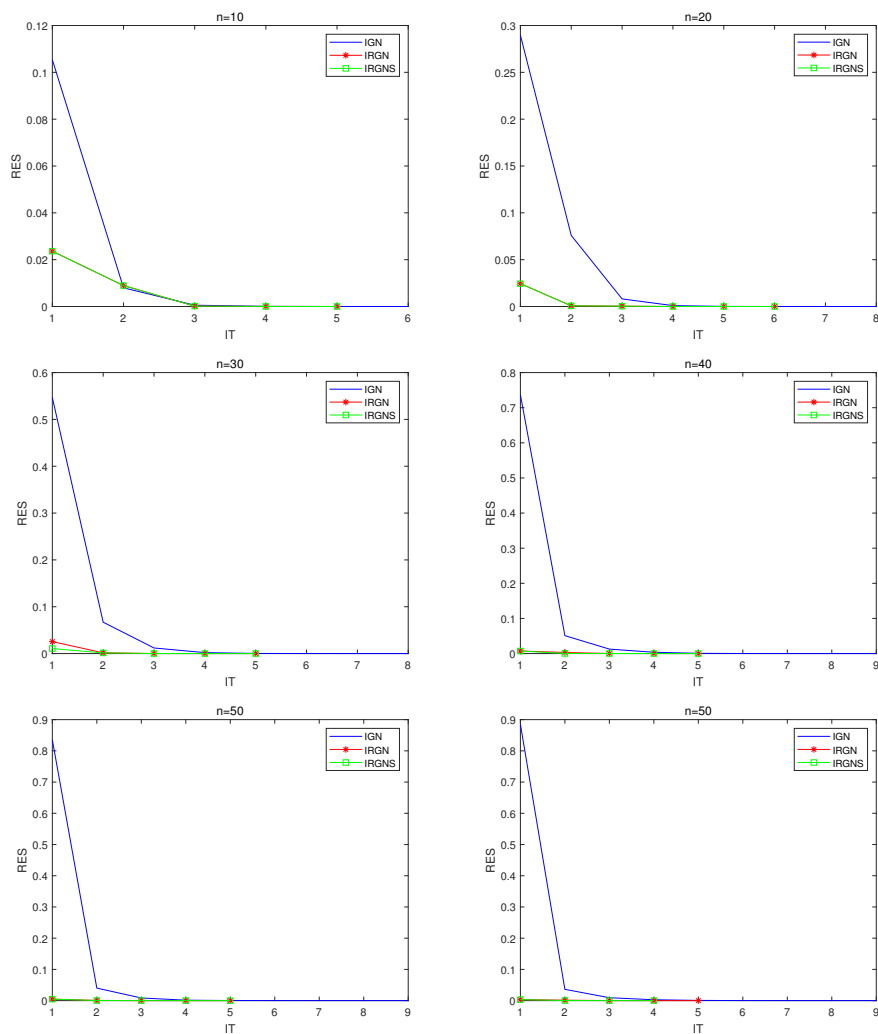 n=10
0.12
0.1
0.08
0.06
0.04
0.02
0
RES
1 2 3 4 5 6
IT
IGN
IRGN
IRGNS
n=20
0.3
0.25
0.2
0.15
0.1
0.05
0
RES
1 2 3 4 5 6 7 8
IT
IGN
IRGN
IRGNS
n=30
0.6
0.5
0.4
0.3
0.2
0.1
0
RES
1 2 3 4 5 6 7 8
IT
IGN
IRGN
IRGNS
n=40
0.8
0.7
0.6
0.5
0.4
0.3
0.2
0.1
0
RES
1 2 3 4 5 6 7 8 9
IT
IGN
IRGN
IRGNS
n=50
0.9
0.8
0.7
0.6
0.5
0.4
0.3
0.2
0.1
0
RES
1 2 3 4 5 6 7 8 9
IT
IGN
IRGN
IRGNS
n=50
0.9
0.8
0.7
0.6
0.5
0.4
0.3
0.2
0.1
0
RES
1 2 3 4 5 6 7 8 9
IT
IGN
IRGN
IRGNS